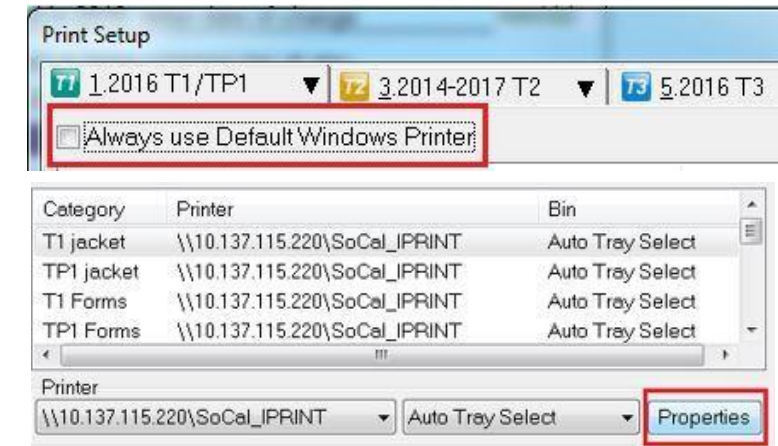 Print Setup
T1 1.2016 T1/TP1 ▼ T2 3.2014-2017 T2 ▼ T3 5.2016 T3
Always use Default Windows Printer
Category Printer Bin
T1 jacket \\10.137.115.220\SoCal_IPRINT Auto Tray Select
TP1 jacket \\10.137.115.220\SoCal_IPRINT Auto Tray Select
T1 Forms \\10.137.115.220\SoCal_IPRINT Auto Tray Select
TP1 Forms \\10.137.115.220\SoCal_IPRINT Auto Tray Select
Printer
\\10.137.115.220\SoCal_IPRINT Auto Tray Select Properties